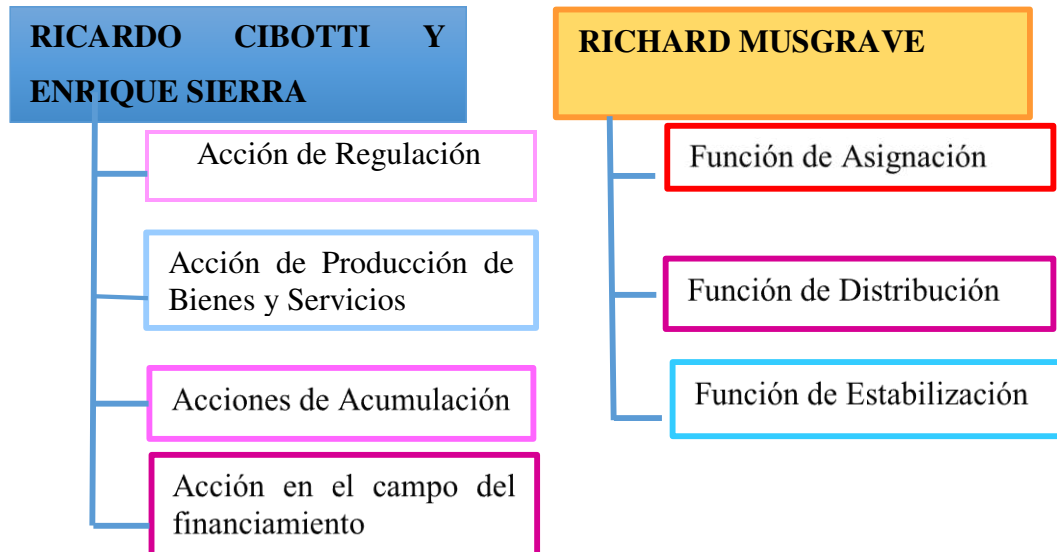 RICARDO CIBOTTI Y
ENRIQUE SIERRA
Acción de Regulación
Acción de Producción de
Bienes y Servicios
Acciones de Acumulación
Acción en el campo del
financiamiento
RICHARD MUSGRAVE
Función de Asignación
Función de Distribución
Función de Estabilización